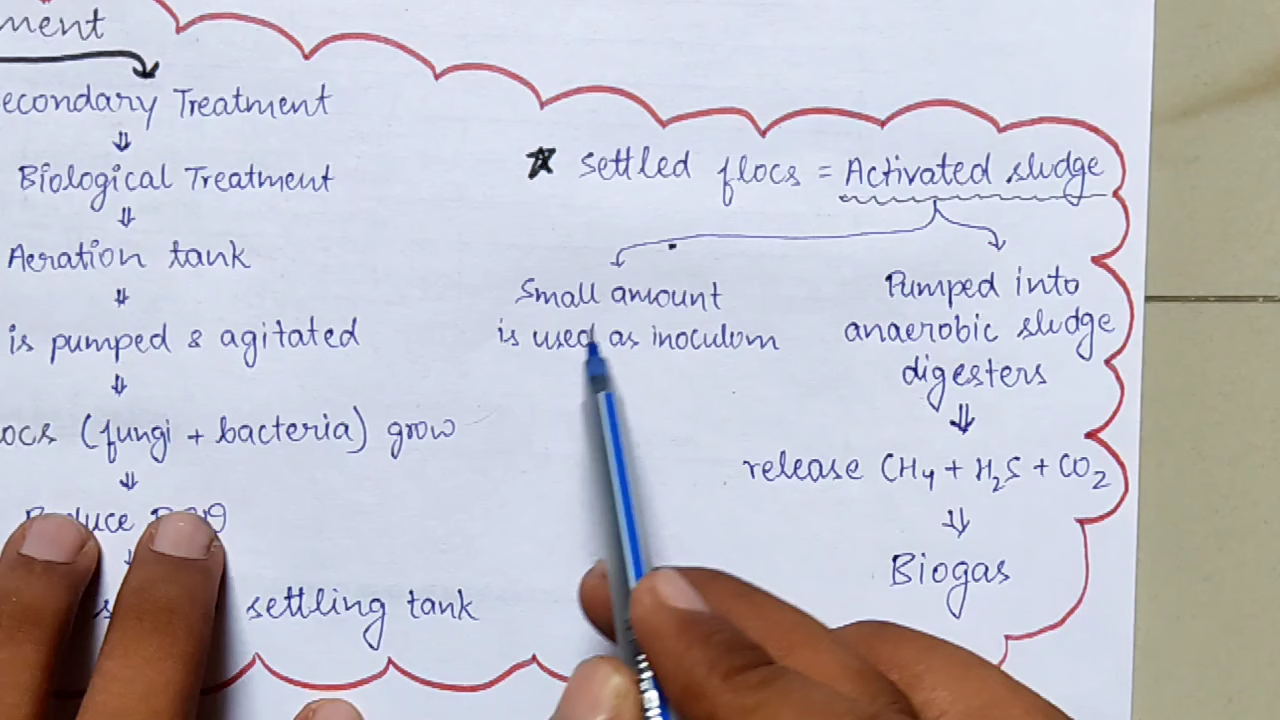 ment
econdary Treatment
⇓
Biological Treatment
⇓
Aeration tank
⇓
is pumped & agitated
⇓
ocs (fungi + bacteria) grow
⇓
settling tank
★ settled flocs = Activated sludge
Small amount
is used as inoculum
Pumped into
anaerobic sludge
digesters
⇓
release CH4 + H2S + CO2
⇓
Biogas